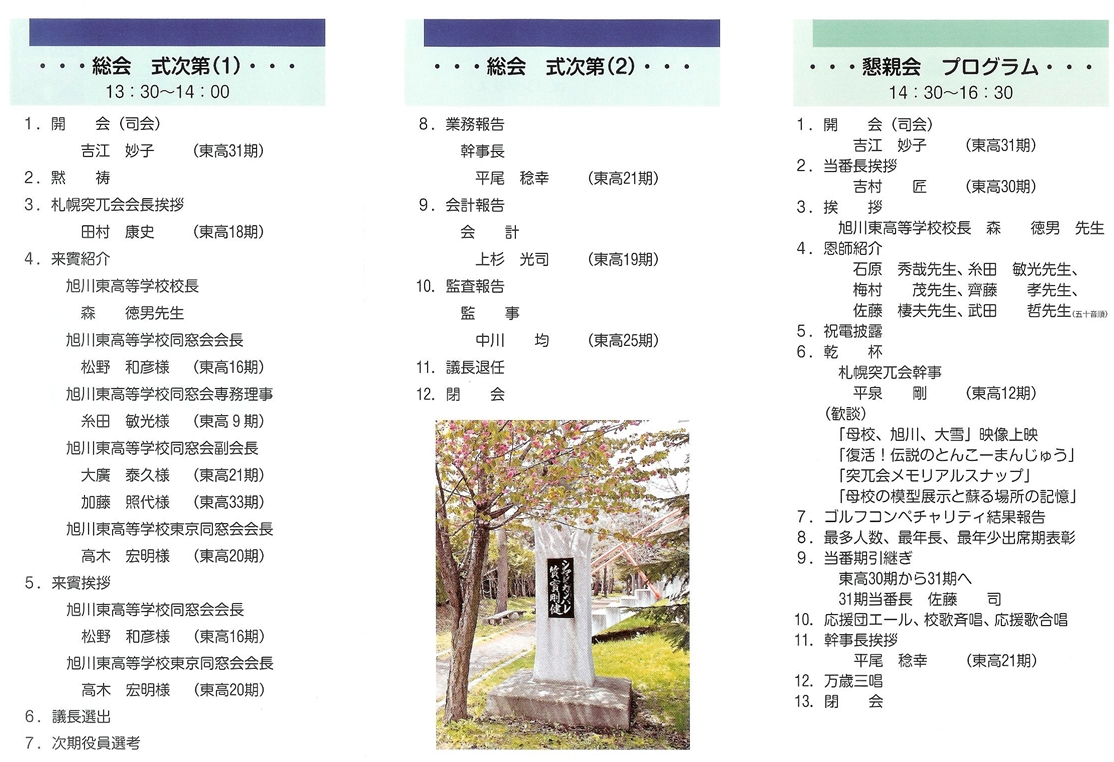 ・・・総会　式次第(1)・・・
13：30～14：00
1．開　　会（司会）
吉江　妙子　（東高31期）
2．黙　　祷
3．札幌突兀会会長挨拶
田村　康史　（東高18期）
4．来賓紹介
旭川東高等学校校長
森　　徳男先生
旭川東高等学校同窓会会長
松野　和彦様　（東高16期）
旭川東高等学校同窓会専務理事
糸田　敏光様　（東高９期）
旭川東高等学校同窓会副会長
大廣　泰久様　（東高21期）
加藤　照代様　（東高33期）
旭川東高等学校東京同窓会会長
高木　宏明様　（東高20期）
5．来賓挨拶
旭川東高等学校同窓会会長
松野　和彦様　（東高16期）
旭川東高等学校東京同窓会会長
高木　宏明様　（東高20期）
6．議長選出
7．次期役員選考
・・・総会　式次第(2)・・・
8．業務報告
幹事長
平尾　稔幸　（東高21期）
9．会計報告
会　　計
上杉　光司　（東高19期）
10．監査報告
監　　事
中川　　均　（東高25期）
11．議長退任
12．閉　　会
シヤルカンバレ
質實剛健
・・・懇親会　プログラム・・・
14：30～16：30
1．開　　会（司会）
吉江　妙子　（東高31期）
2．当番長挨拶
吉村　　匠　（東高30期）
3．挨　　拶
旭川東高等学校校長　森　　徳男　先生
4．恩師紹介
石原　秀哉先生、糸田　敏光先生、
梅村　　茂先生、齊藤　　孝先生、
佐藤　棲夫先生、武田　　哲先生（五十音順）
5．祝電披露
6．乾　　杯
札幌突兀会幹事
平泉　　剛　（東高12期）
（歓談）
「母校、旭川、大雪」映像上映
「復活！伝説のとんこーまんじゅう」
「突兀会メモリアルスナップ」
「母校の模型展示と蘇る場所の記憶」
7．ゴルフコンペチャリティ結果報告
8．最多人数、最年長、最年少出席期表彰
9．当番期引継ぎ
東高30期から31期へ
31期当番長　佐藤　　司
10．応援団エール、校歌斉唱、応援歌合唱
11．幹事長挨拶
平尾　稔幸　（東高21期）
12．万歳三唱
13．閉　　会